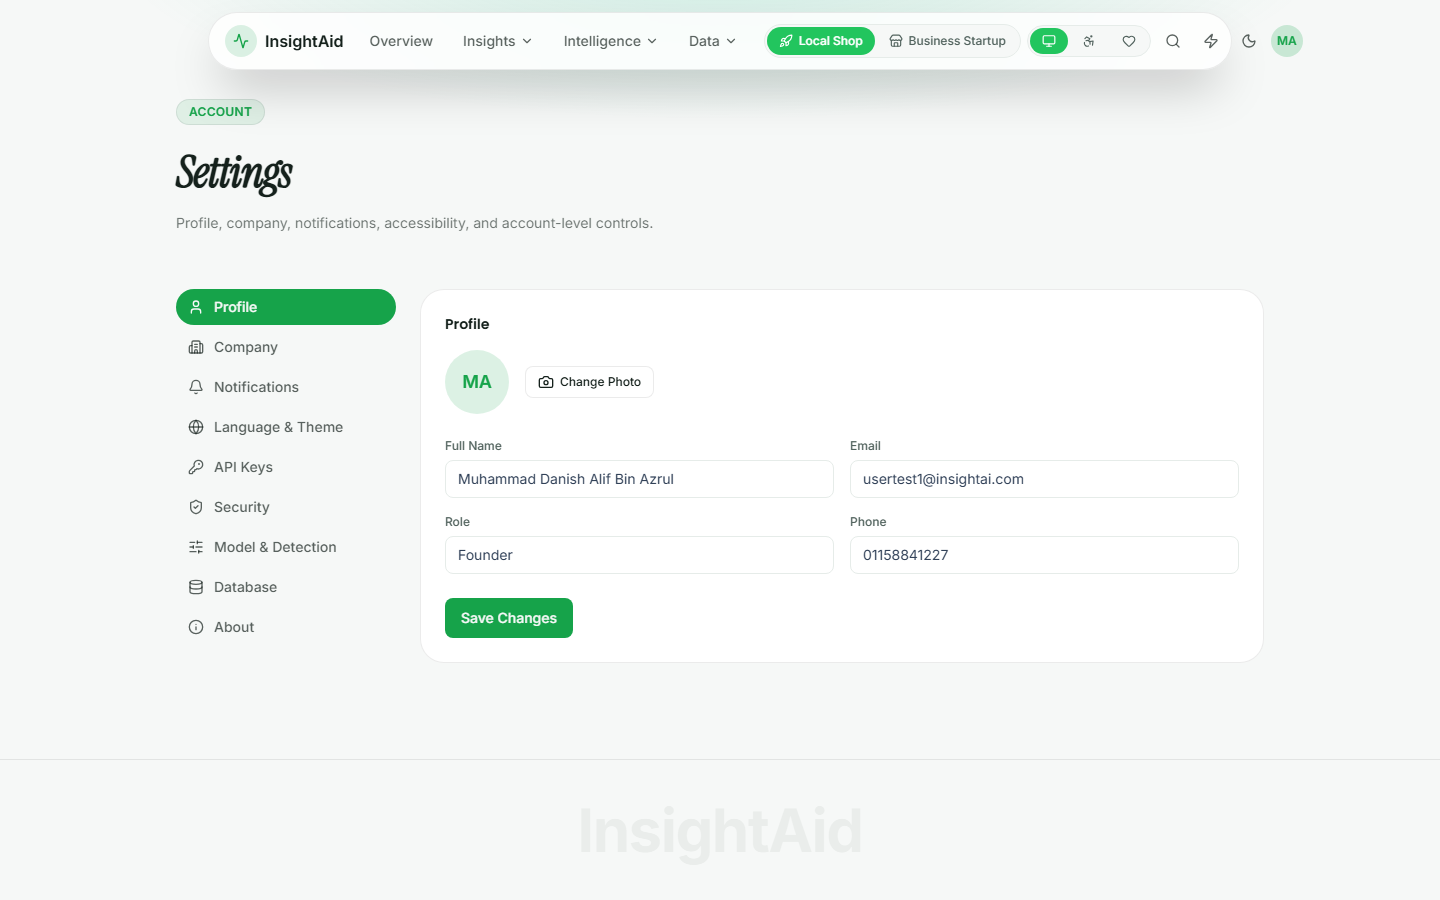 InsightAid Overview Insights Intelligence Data Local Shop Business Startup MA
ACCOUNT
Settings
Profile, company, notifications, accessibility, and account-level controls.
Profile
Company
Notifications
Language & Theme
API Keys
Security
Model & Detection
Database
About
Profile
MA Change Photo
Full Name Email
Muhammad Danish Alif Bin Azrul usertest1@insightai.com
Role Phone
Founder 01158841227
Save Changes
InsightAid